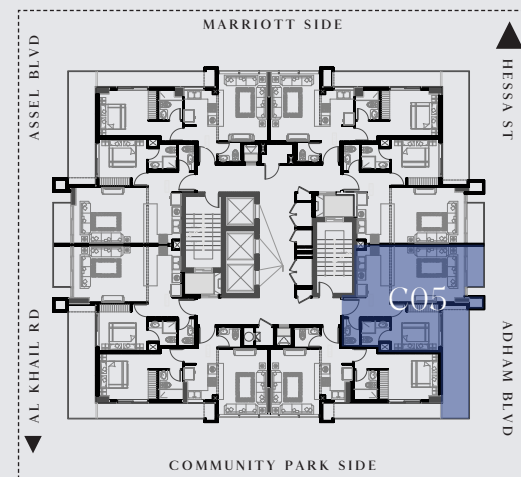 MARRIOTT SIDE
ASSEL BLVD
HESSA ST
C05
AL KHAIL RD
ADHAM BLVD
COMMUNITY PARK SIDE